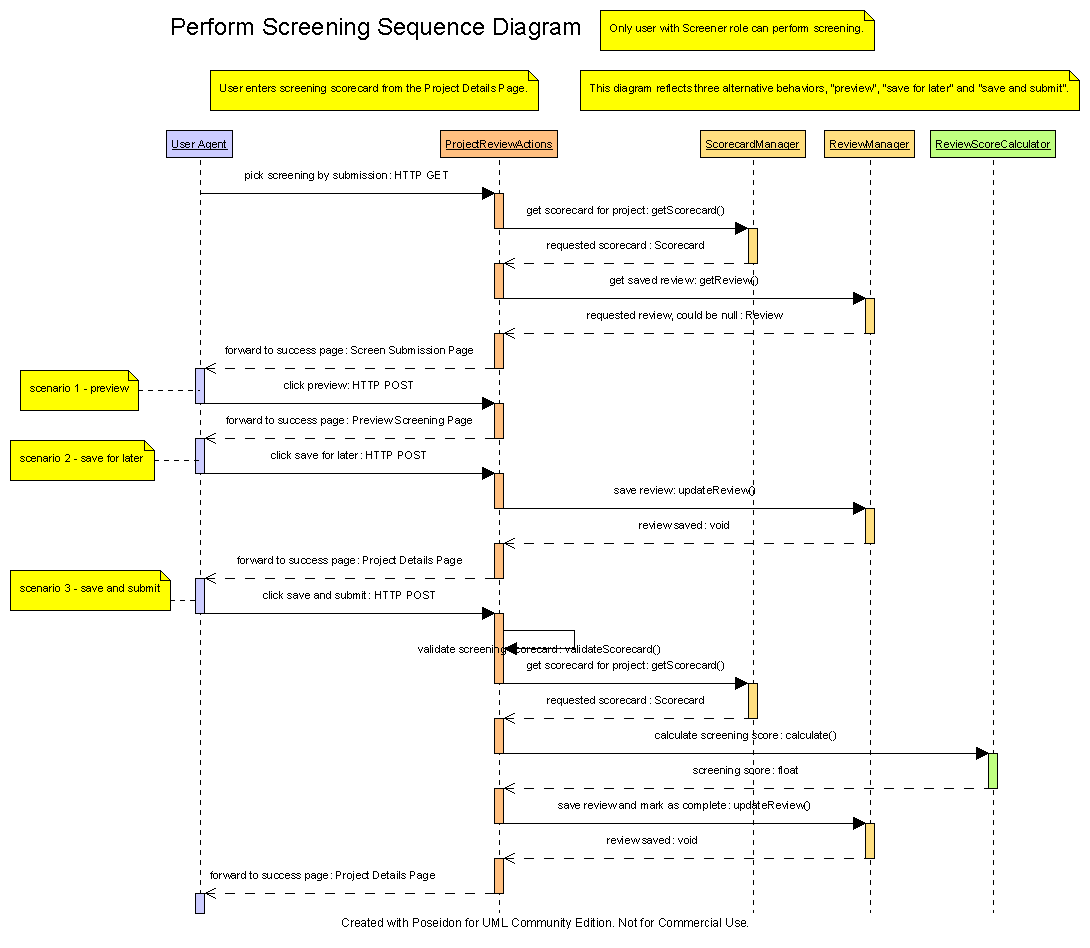 Perform Screening Sequence Diagram
Only user with Screener role can perform screening.
User enters screening scorecard from the Project Details Page.
This diagram reflects three alternative behaviors, "preview", "save for later" and "save and submit".
User Agent
ProjectReviewActions
ScorecardManager
ReviewManager
ReviewScoreCalculator
pick screening by submission : HTTP GET
get scorecard for project: getScorecard()
requested scorecard : Scorecard
get saved review: getReview()
requested review, could be null : Review
forward to success page : Screen Submission Page
scenario 1 - preview
click preview: HTTP POST
forward to success page : Preview Screening Page
scenario 2 - save for later
click save for later : HTTP POST
save review: updateReview()
review saved : void
forward to success page : Project Details Page
scenario 3 - save and submit
click save and submit : HTTP POST
validate screening scorecard : validateScorecard()
get scorecard for project: getScorecard()
requested scorecard : Scorecard
calculate screening score : calculate()
screening score : float
save review and mark as complete : updateReview()
review saved : void
forward to success page : Project Details Page
Created with Poseidon for UML Community Edition. Not for Commercial Use.